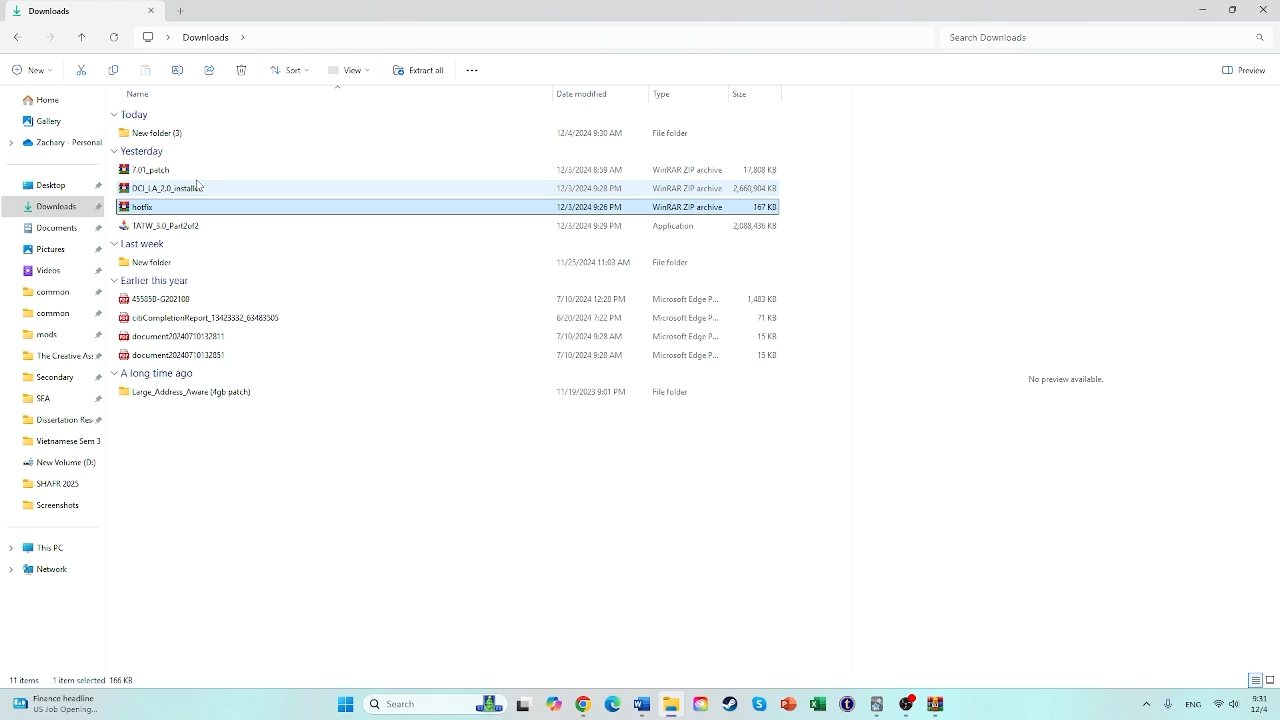 Downloads
Downloads
Search Downloads
New
Sort
View
Extract all
Preview
Name Date modified Type Size
Home
Gallery
Zachary - Personal
Desktop
Downloads
Documents
Pictures
Videos
common
common
mods
The Creative Ass
Secondary
SEA
Dissertation Res
Vietnamese Sem 3
New Volume (D:)
SHAFR 2025
Screenshots
This PC
Network
Today
New folder (3) 12/4/2024 9:30 AM File folder
Yesterday
7.01_patch 12/3/2024 8:59 AM WinRAR ZIP archive 17,808 KB
DCI_LA_2.0_installer 12/3/2024 9:28 PM WinRAR ZIP archive 2,660,904 KB
hotfix 12/3/2024 9:26 PM WinRAR ZIP archive 167 KB
TATW_3.0_Part2of2 12/3/2024 9:29 PM Application 2,088,436 KB
Last week
New folder 11/25/2024 11:03 AM File folder
Earlier this year
45585B-G202108 7/10/2024 12:28 PM Microsoft Edge P... 1,483 KB
citiCompletionReport_13423332_63483505 6/20/2024 7:22 PM Microsoft Edge P... 71 KB
document20240710132811 7/10/2024 9:28 AM Microsoft Edge P... 15 KB
document20240710132851 7/10/2024 9:28 AM Microsoft Edge P... 15 KB
A long time ago
Large_Address_Aware (4gb patch) 11/19/2023 9:01 PM File folder
No preview available.
11 items 1 item selected 166 KB
Finance headline
US Job Opening...
Search
ENG
9:31
12/4